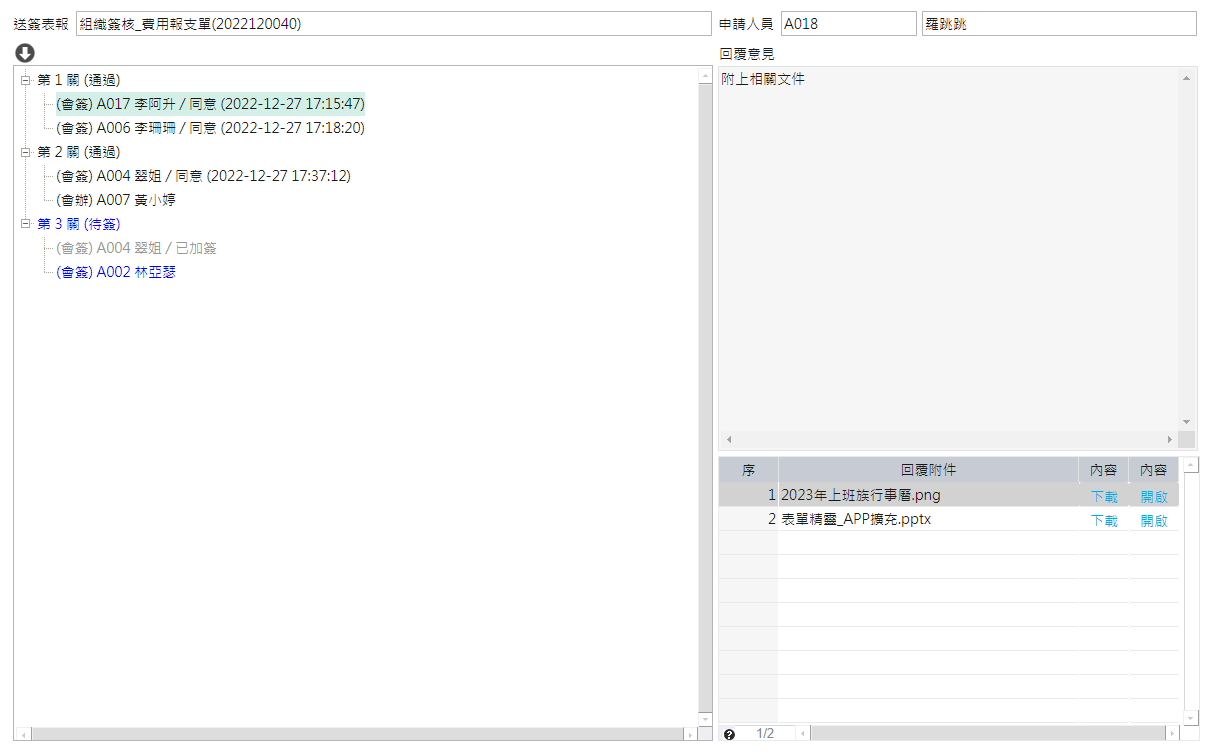 送簽表報 組織簽核_費用報支單(2022120040) 申請人員 A018 羅跳跳
第 1 關 (通過)
(會簽) A017 李阿升 / 同意 (2022-12-27 17:15:47)
(會簽) A006 李珊珊 / 同意 (2022-12-27 17:18:20)
第 2 關 (通過)
(會簽) A004 翠姐 / 同意 (2022-12-27 17:37:12)
(會辦) A007 黃小婷
第 3 關 (待簽)
(會簽) A004 翠姐 / 已加簽
(會簽) A002 林亞瑟
回覆意見
附上相關文件
序 回覆附件 內容 內容
1 2023年上班族行事曆.png 下載 開啟
2 表單精靈_APP擴充.pptx 下載 開啟
1/2